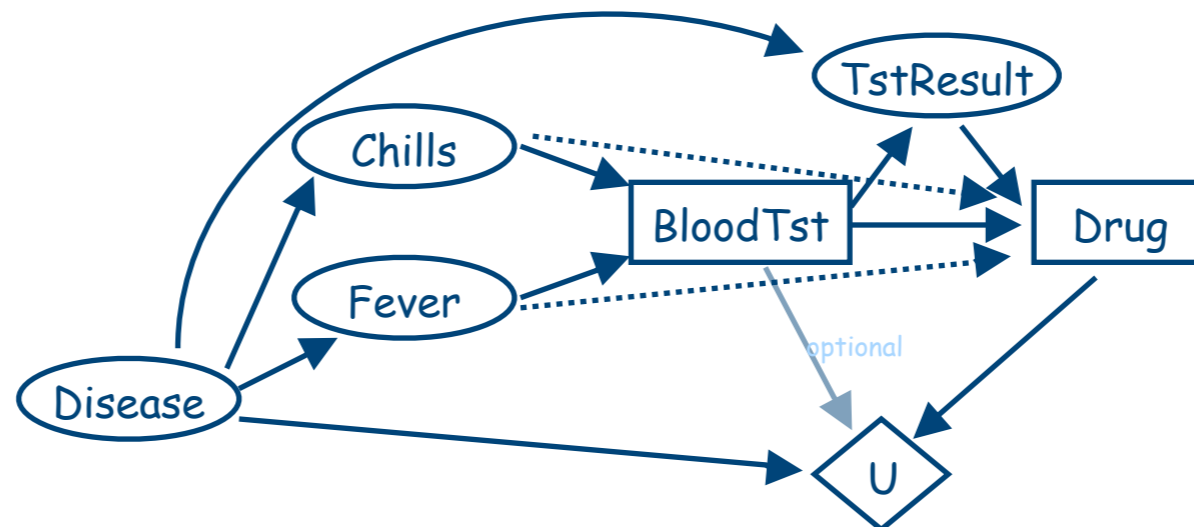 TstResult
Chills
BloodTst
Drug
Fever
optional
Disease
U